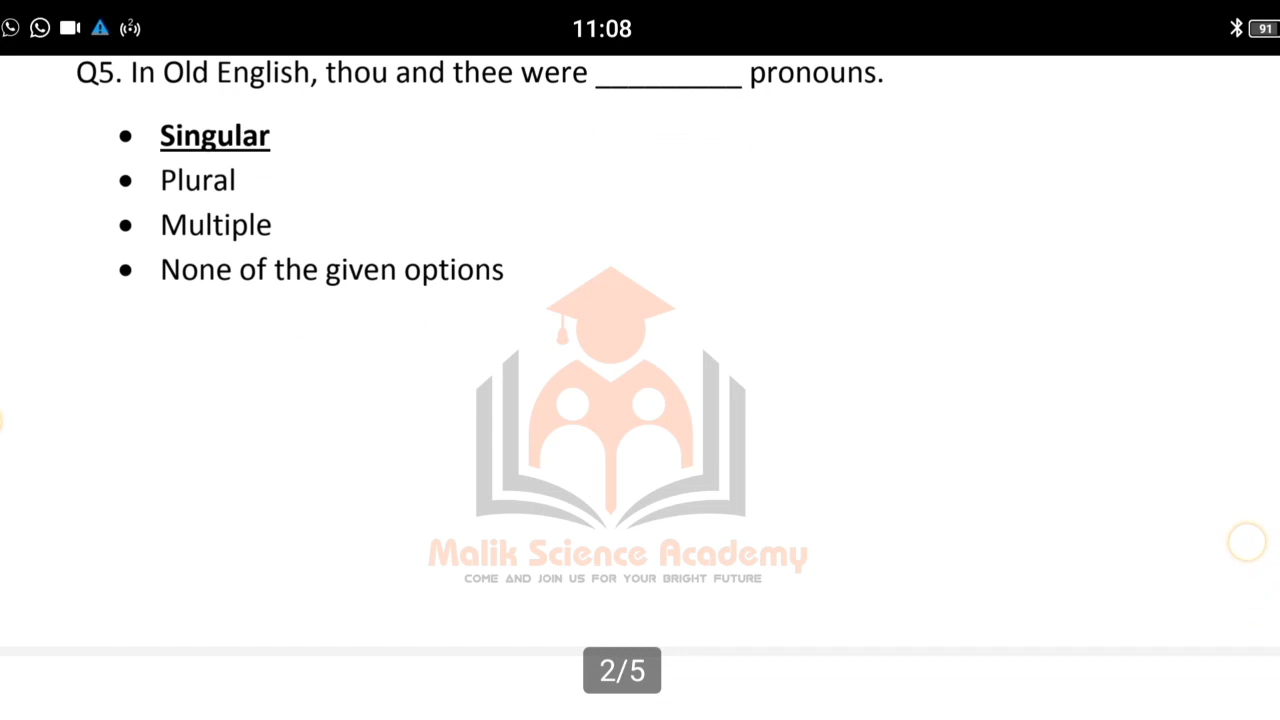 11:08
91
Q5. In Old English, thou and thee were _________ pronouns.
• Singular
• Plural
• Multiple
• None of the given options
Malik Science Academy
COME AND JOIN US FOR YOUR BRIGHT FUTURE
2/5